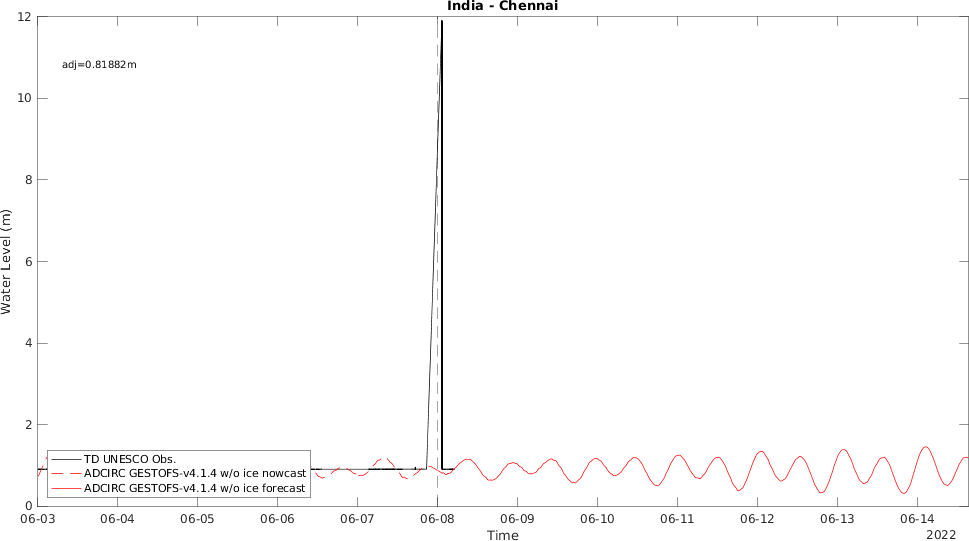 India - Chennai
12
adj=0.81882m
10
8
6
4
2
0
Water Level (m)
TD UNESCO Obs.
ADCIRC GESTOFS-v4.1.4 w/o ice nowcast
ADCIRC GESTOFS-v4.1.4 w/o ice forecast
06-03 06-04 06-05 06-06 06-07 06-08 06-09 06-10 06-11 06-12 06-13 06-14
Time
2022